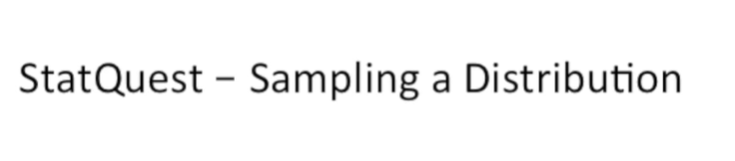 StatQuest – Sampling a Distribution